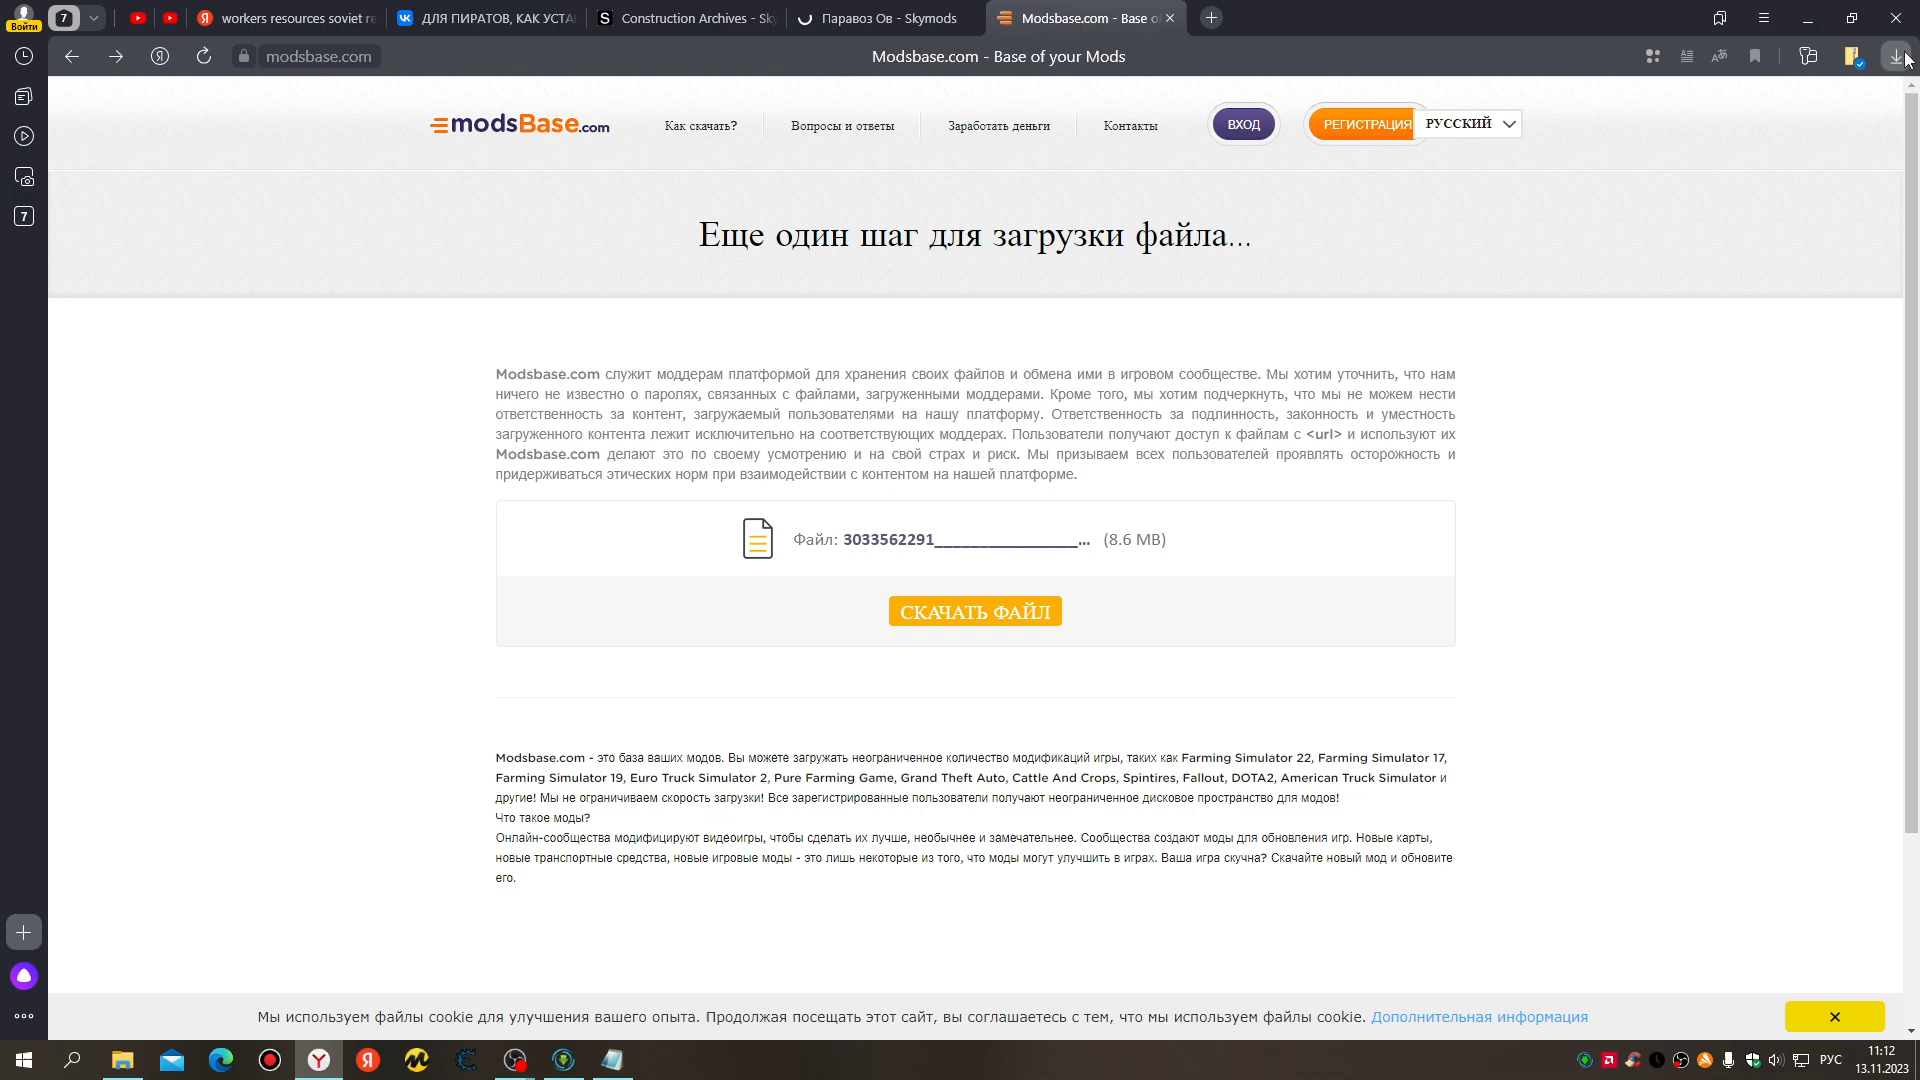 7
workers resources soviet re
ДЛЯ ПИРАТОВ, КАК УСТА
Construction Archives - Sky
Паравоз Ов - Skymods
Modsbase.com - Base of
Войти
modsbase.com
Modsbase.com - Base of your Mods
modsBase.com
Как скачать?
Вопросы и ответы
Заработать деньги
Контакты
ВХОД
РЕГИСТРАЦИЯ
РУССКИЙ
7
Еще один шаг для загрузки файла...
Modsbase.com служит моддерам платформой для хранения своих файлов и обмена ими в игровом сообществе. Мы хотим уточнить, что нам
ничего не известно о паролях, связанных с файлами, загруженными моддерами. Кроме того, мы хотим подчеркнуть, что мы не можем нести
ответственность за контент, загружаемый пользователями на нашу платформу. Ответственность за подлинность, законность и уместность
загруженного контента лежит исключительно на соответствующих моддерах. Пользователи получают доступ к файлам с <url> и используют их
Modsbase.com делают это по своему усмотрению и на свой страх и риск. Мы призываем всех пользователей проявлять осторожность и
придерживаться этических норм при взаимодействии с контентом на нашей платформе.
Файл: 3033562291________________... (8.6 MB)
СКАЧАТЬ ФАЙЛ
Modsbase.com - это база ваших модов. Вы можете загружать неограниченное количество модификаций игры, таких как Farming Simulator 22, Farming Simulator 17,
Farming Simulator 19, Euro Truck Simulator 2, Pure Farming Game, Grand Theft Auto, Cattle And Crops, Spintires, Fallout, DOTA2, American Truck Simulator и
другие! Мы не ограничиваем скорость загрузки! Все зарегистрированные пользователи получают неограниченное дисковое пространство для модов!
Что такое моды?
Онлайн-сообщества модифицируют видеоигры, чтобы сделать их лучше, необычнее и замечательнее. Сообщества создают моды для обновления игр. Новые карты,
новые транспортные средства, новые игровые моды - это лишь некоторые из того, что моды могут улучшить в играх. Ваша игра скучна? Скачайте новый мод и обновите
его.
Мы используем файлы cookie для улучшения вашего опыта. Продолжая посещать этот сайт, вы соглашаетесь с тем, что мы используем файлы cookie. Дополнительная информация
РУС
11:12
13.11.2023